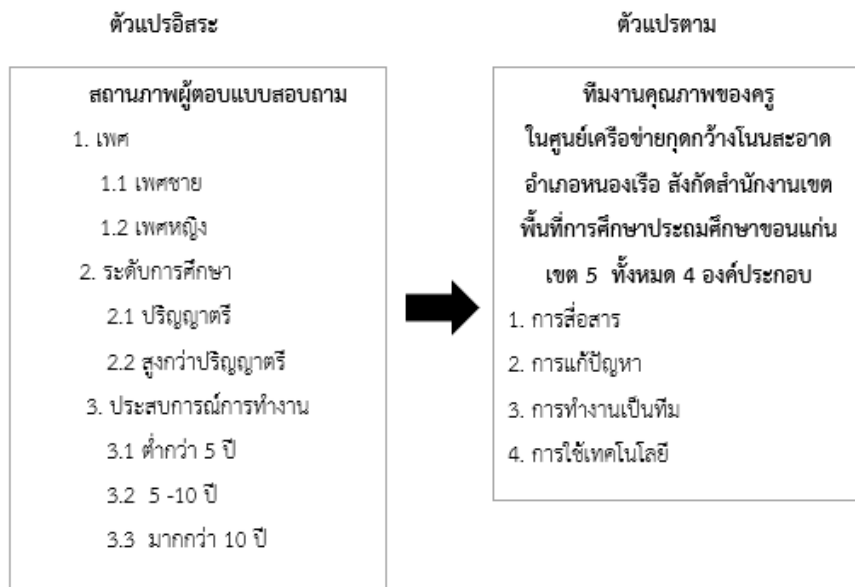 ตัวแปรอิสระ
ตัวแปรตาม
สถานภาพผู้ตอบแบบสอบถาม
1. เพศ
1.1 เพศชาย
1.2 เพศหญิง
2. ระดับการศึกษา
2.1 ปริญญาตรี
2.2 สูงกว่าปริญญาตรี
3. ประสบการณ์การทำงาน
3.1 ต่ำกว่า 5 ปี
3.2 5 -10 ปี
3.3 มากกว่า 10 ปี
ทีมงานคุณภาพของครู
ในศูนย์เครือข่ายกุดกว้างโนนสะอาด
อำเภอหนองเรือ สังกัดสำนักงานเขต
พื้นที่การศึกษาประถมศึกษาขอนแก่น
เขต 5 ทั้งหมด 4 องค์ประกอบ
1. การสื่อสาร
2. การแก้ปัญหา
3. การทำงานเป็นทีม
4. การใช้เทคโนโลยี